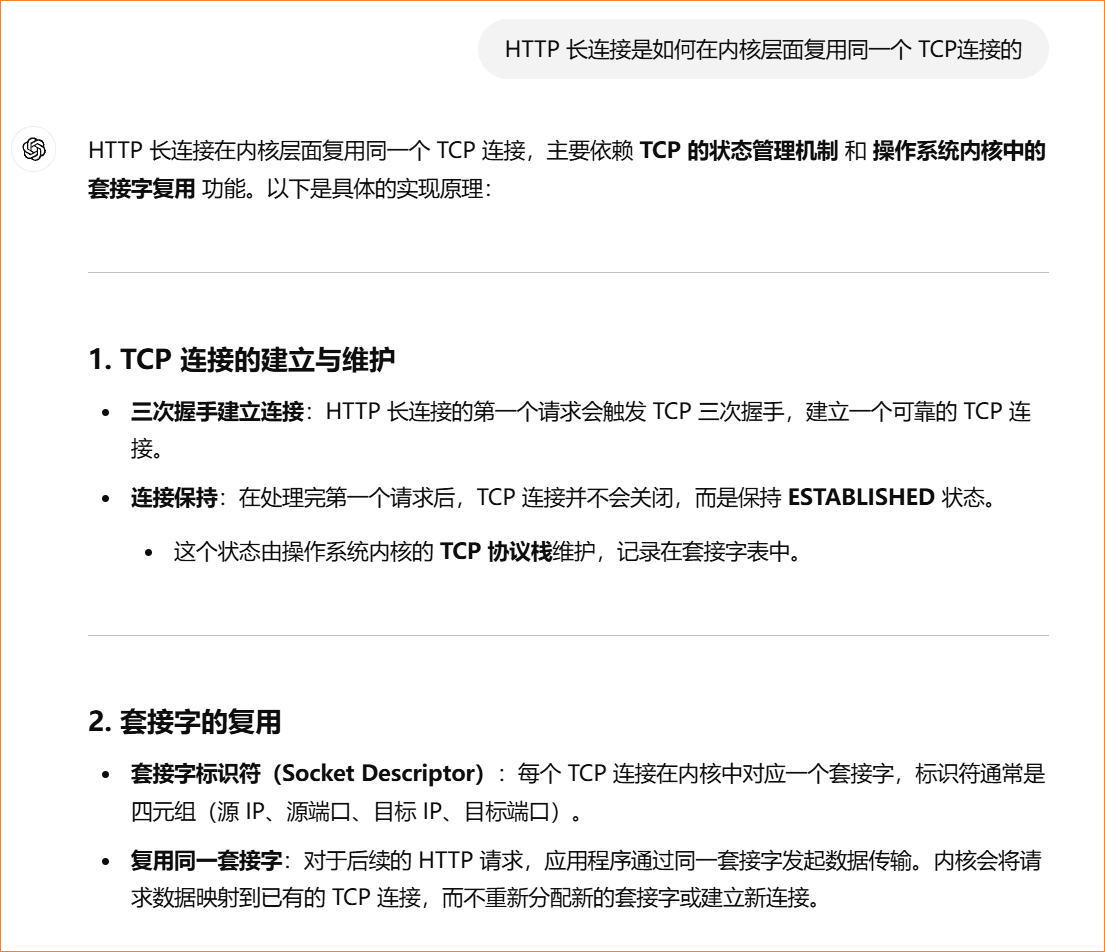 HTTP 长连接是如何在内核层面复用同一个 TCP连接的
HTTP 长连接在内核层面复用同一个 TCP 连接，主要依赖 TCP 的状态管理机制 和 操作系统内核中的
套接字复用 功能。以下是具体的实现原理：
1. TCP 连接的建立与维护
• 三次握手建立连接：HTTP 长连接的第一个请求会触发 TCP 三次握手，建立一个可靠的 TCP 连
接。
• 连接保持：在处理完第一个请求后，TCP 连接并不会关闭，而是保持 ESTABLISHED 状态。
• 这个状态由操作系统内核的 TCP 协议栈维护，记录在套接字表中。
2. 套接字的复用
• 套接字标识符（Socket Descriptor）：每个 TCP 连接在内核中对应一个套接字，标识符通常是
四元组（源 IP、源端口、目标 IP、目标端口）。
• 复用同一套接字：对于后续的 HTTP 请求，应用程序通过同一套接字发起数据传输。内核会将请
求数据映射到已有的 TCP 连接，而不重新分配新的套接字或建立新连接。